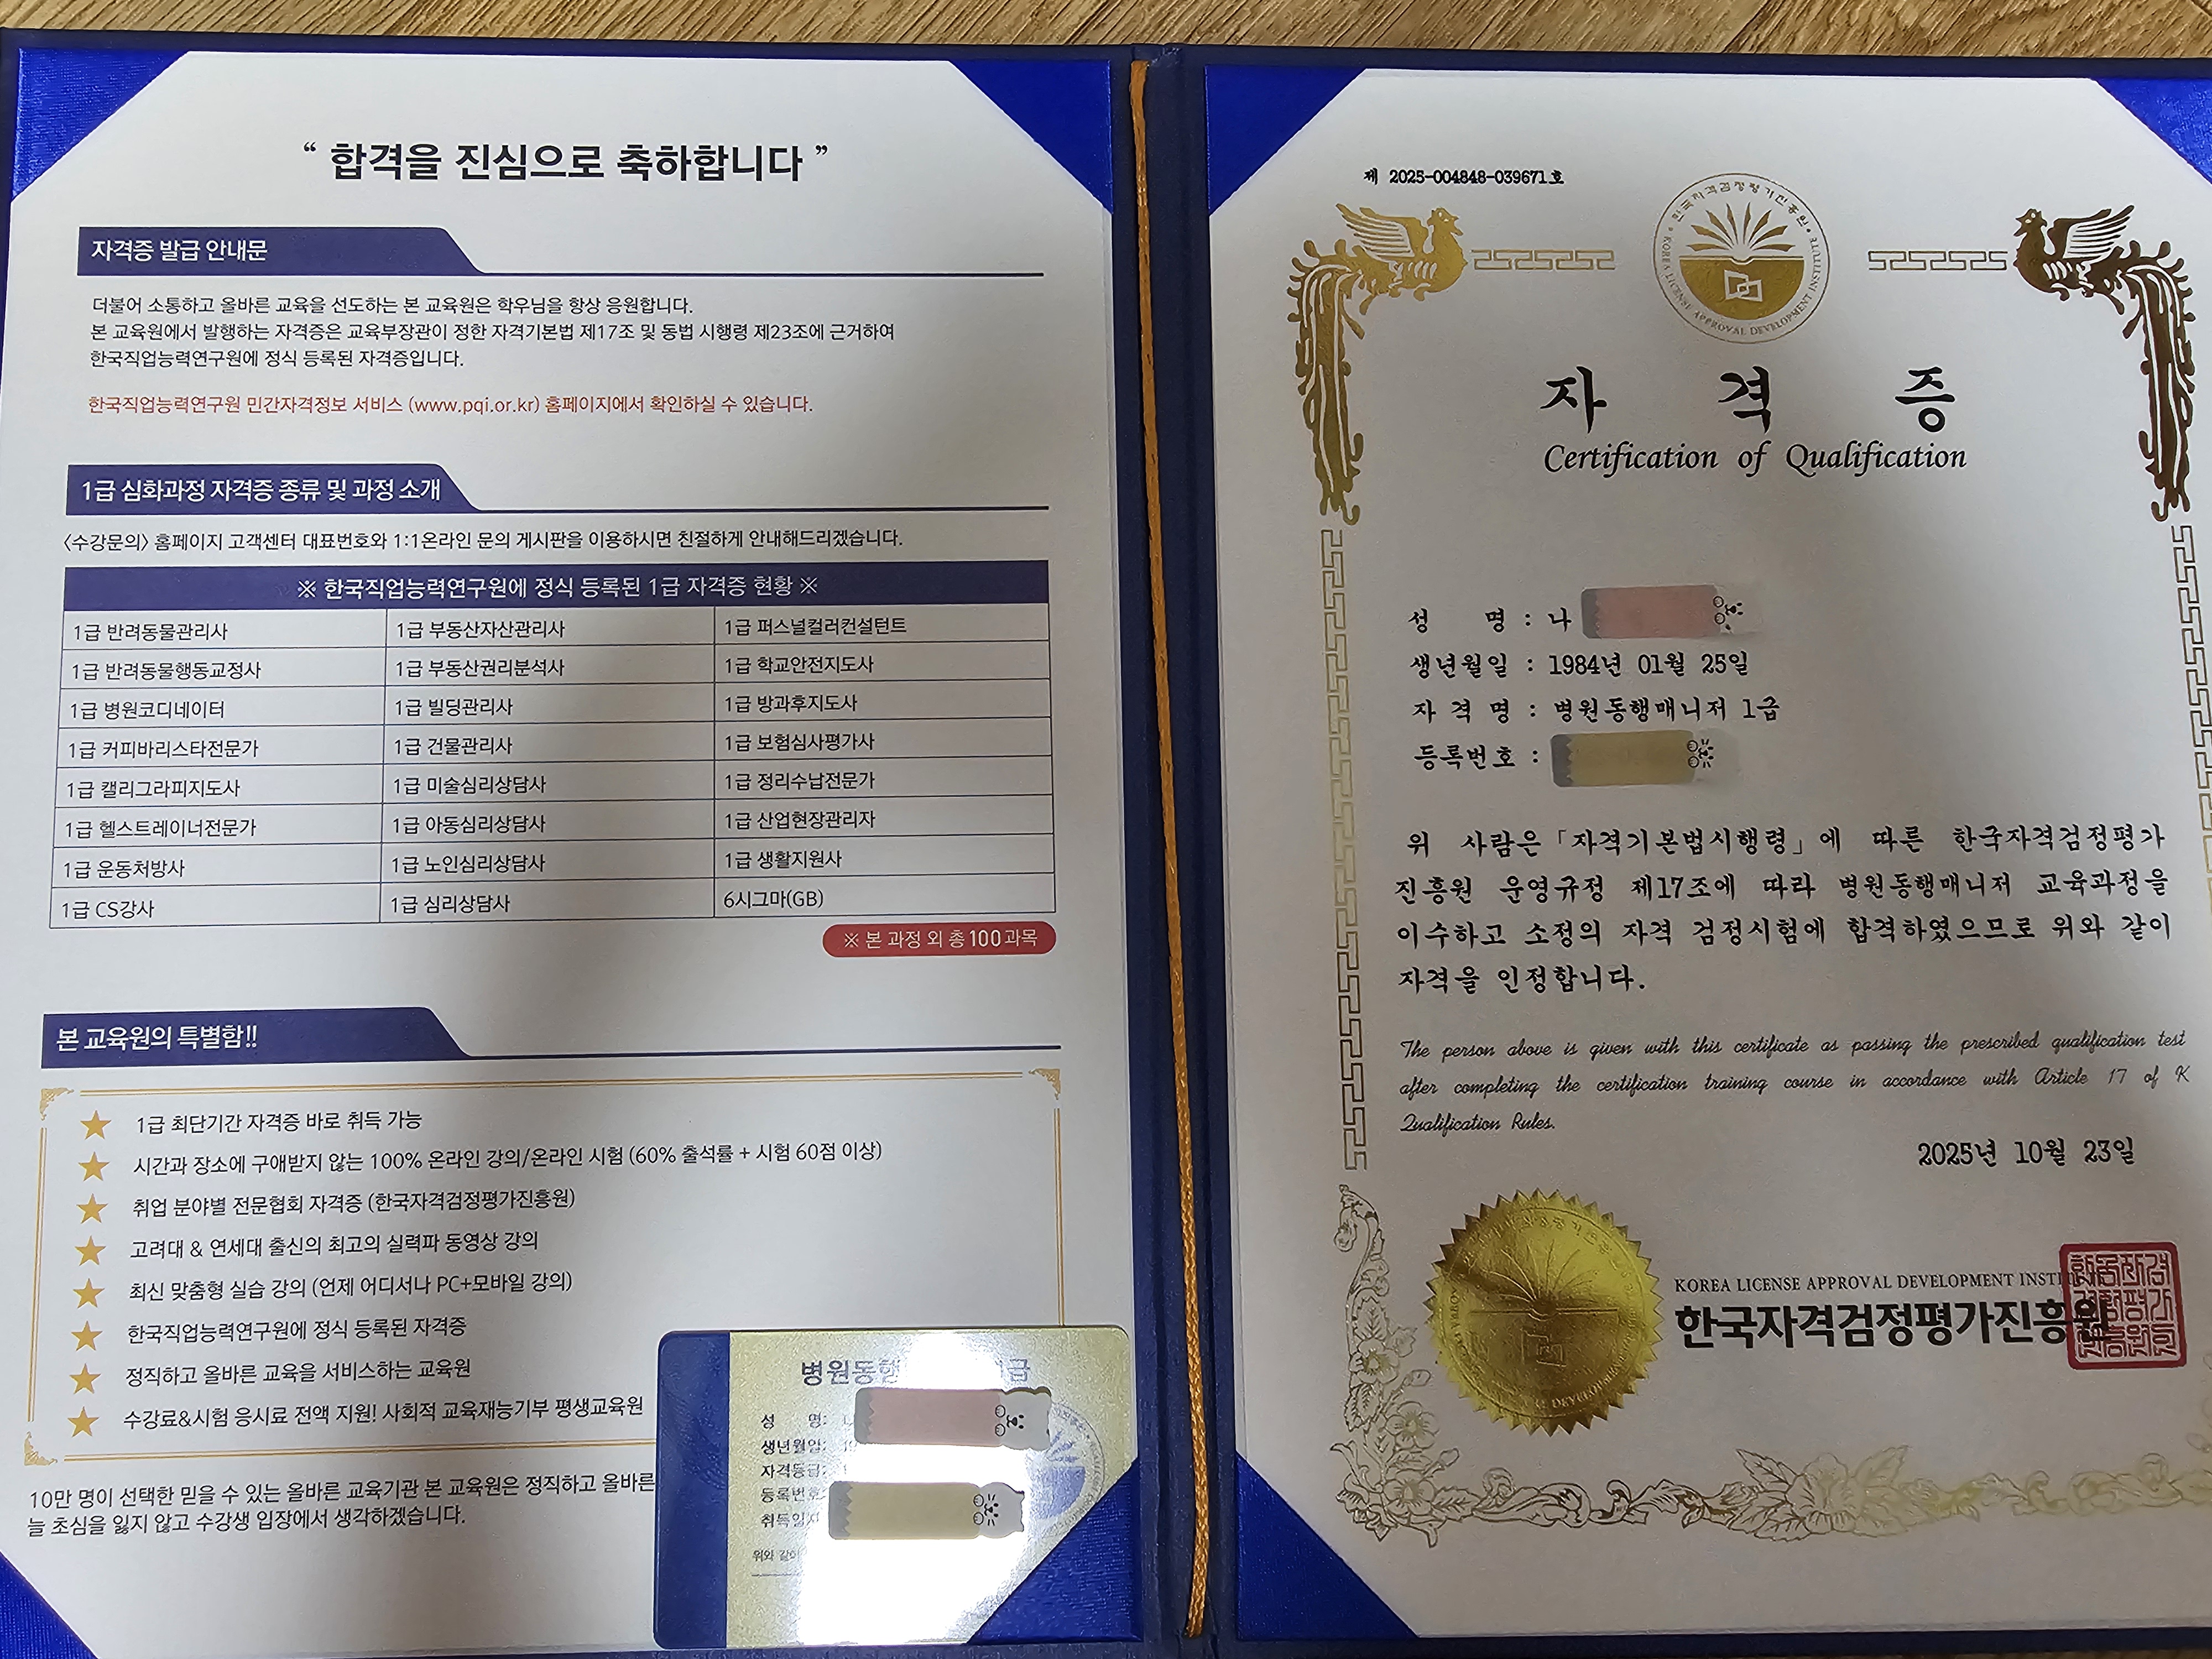 “ 합격을 진심으로 축하합니다 ”
자격증 발급 안내문
더불어 소통하고 올바른 교육을 선도하는 본 교육원은 학우님을 항상 응원합니다.
본 교육원에서 발행하는 자격증은 교육부장관이 정한 자격기본법 제17조 및 동법 시행령 제23조에 근거하여
한국직업능력연구원에 정식 등록된 자격증입니다.
한국직업능력연구원 민간자격정보 서비스 (www.pqi.or.kr) 홈페이지에서 확인하실 수 있습니다.
1급 심화과정 자격증 종류 및 과정 소개
<수강문의> 홈페이지 고객센터 대표번호와 1:1온라인 문의 게시판을 이용하시면 친절하게 안내해드리겠습니다.
※ 한국직업능력연구원에 정식 등록된 1급 자격증 현황 ※
1급 반려동물관리사 1급 부동산자산관리사 1급 퍼스널컬러컨설턴트
1급 반려동물행동교정사 1급 부동산권리분석사 1급 학교안전지도사
1급 병원코디네이터 1급 빌딩관리사 1급 방과후지도사
1급 커피바리스타전문가 1급 건물관리사 1급 보험심사평가사
1급 캘리그라피지도사 1급 미술심리상담사 1급 정리수납전문가
1급 헬스트레이너전문가 1급 아동심리상담사 1급 산업현장관리자
1급 운동처방사 1급 노인심리상담사 1급 생활지원사
1급 CS강사 1급 심리상담사 6시그마(GB)
※ 본 과정 외 총 100과목
본 교육원의 특별함!!
1급 최단기간 자격증 바로 취득 가능
시간과 장소에 구애받지 않는 100% 온라인 강의/온라인 시험 (60% 출석률 + 시험 60점 이상)
취업 분야별 전문협회 자격증 (한국자격검정평가진흥원)
고려대 & 연세대 출신의 최고의 실력파 동영상 강의
최신 맞춤형 실습 강의 (언제 어디서나 PC+모바일 강의)
한국직업능력연구원에 정식 등록된 자격증
정직하고 올바른 교육을 서비스하는 교육원
수강료&시험 응시료 전액 지원! 사회적 교육재능기부 평생교육원
10만 명이 선택한 믿을 수 있는 올바른 교육기관 본 교육원은 정직하고 올바른
늘 초심을 잃지 않고 수강생 입장에서 생각하겠습니다.
병원동행 급
성 명:
생년월일:
자격등급:
등록번호
취득일자
위와 같이
제 2025-004848-039671호
한국자격검정평가진흥원
KOREA LICENSE APPROVAL DEVELOPMENT INSTITUTE
자 격 증
Certification of Qualification
성 명 : 나
생년월일 : 1984년 01월 25일
자 격 명 : 병원동행매니저 1급
등록번호 :
위 사람은「자격기본법시행령」에 따른 한국자격검정평가
진흥원 운영규정 제17조에 따라 병원동행매니저 교육과정을
이수하고 소정의 자격 검정시험에 합격하였으므로 위와 같이
자격을 인정합니다.
The person above is given with this certificate as passing the prescribed qualification test
after completing the certification training course in accordance with Article 17 of K
Qualification Rules.
2025년 10월 23일
KOREA LICENSE APPROVAL DEVELOPMENT INSTITUTE
한국자격검정평가진흥원